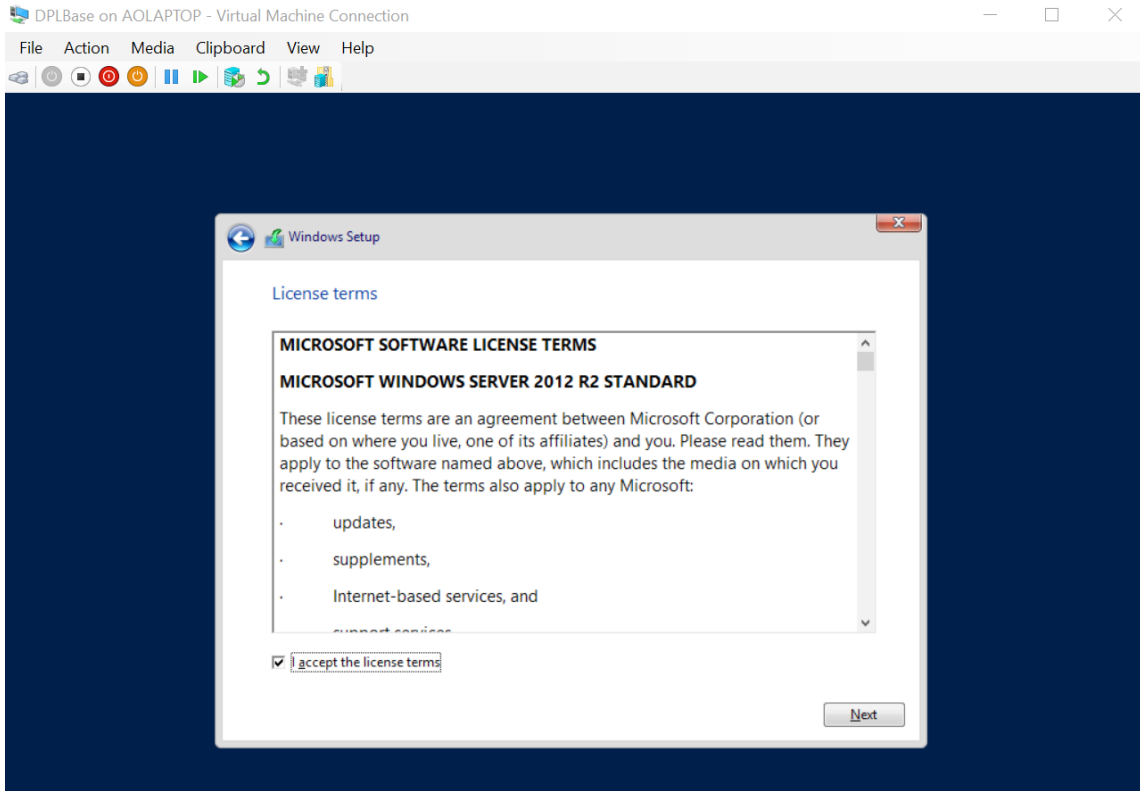 DPLBase on AOLAPTOP - Virtual Machine Connection
File Action Media Clipboard View Help
Windows Setup
License terms
MICROSOFT SOFTWARE LICENSE TERMS
MICROSOFT WINDOWS SERVER 2012 R2 STANDARD
These license terms are an agreement between Microsoft Corporation (or
based on where you live, one of its affiliates) and you. Please read them. They
apply to the software named above, which includes the media on which you
received it, if any. The terms also apply to any Microsoft:
· updates,
· supplements,
· Internet-based services, and
support services
I accept the license terms
Next